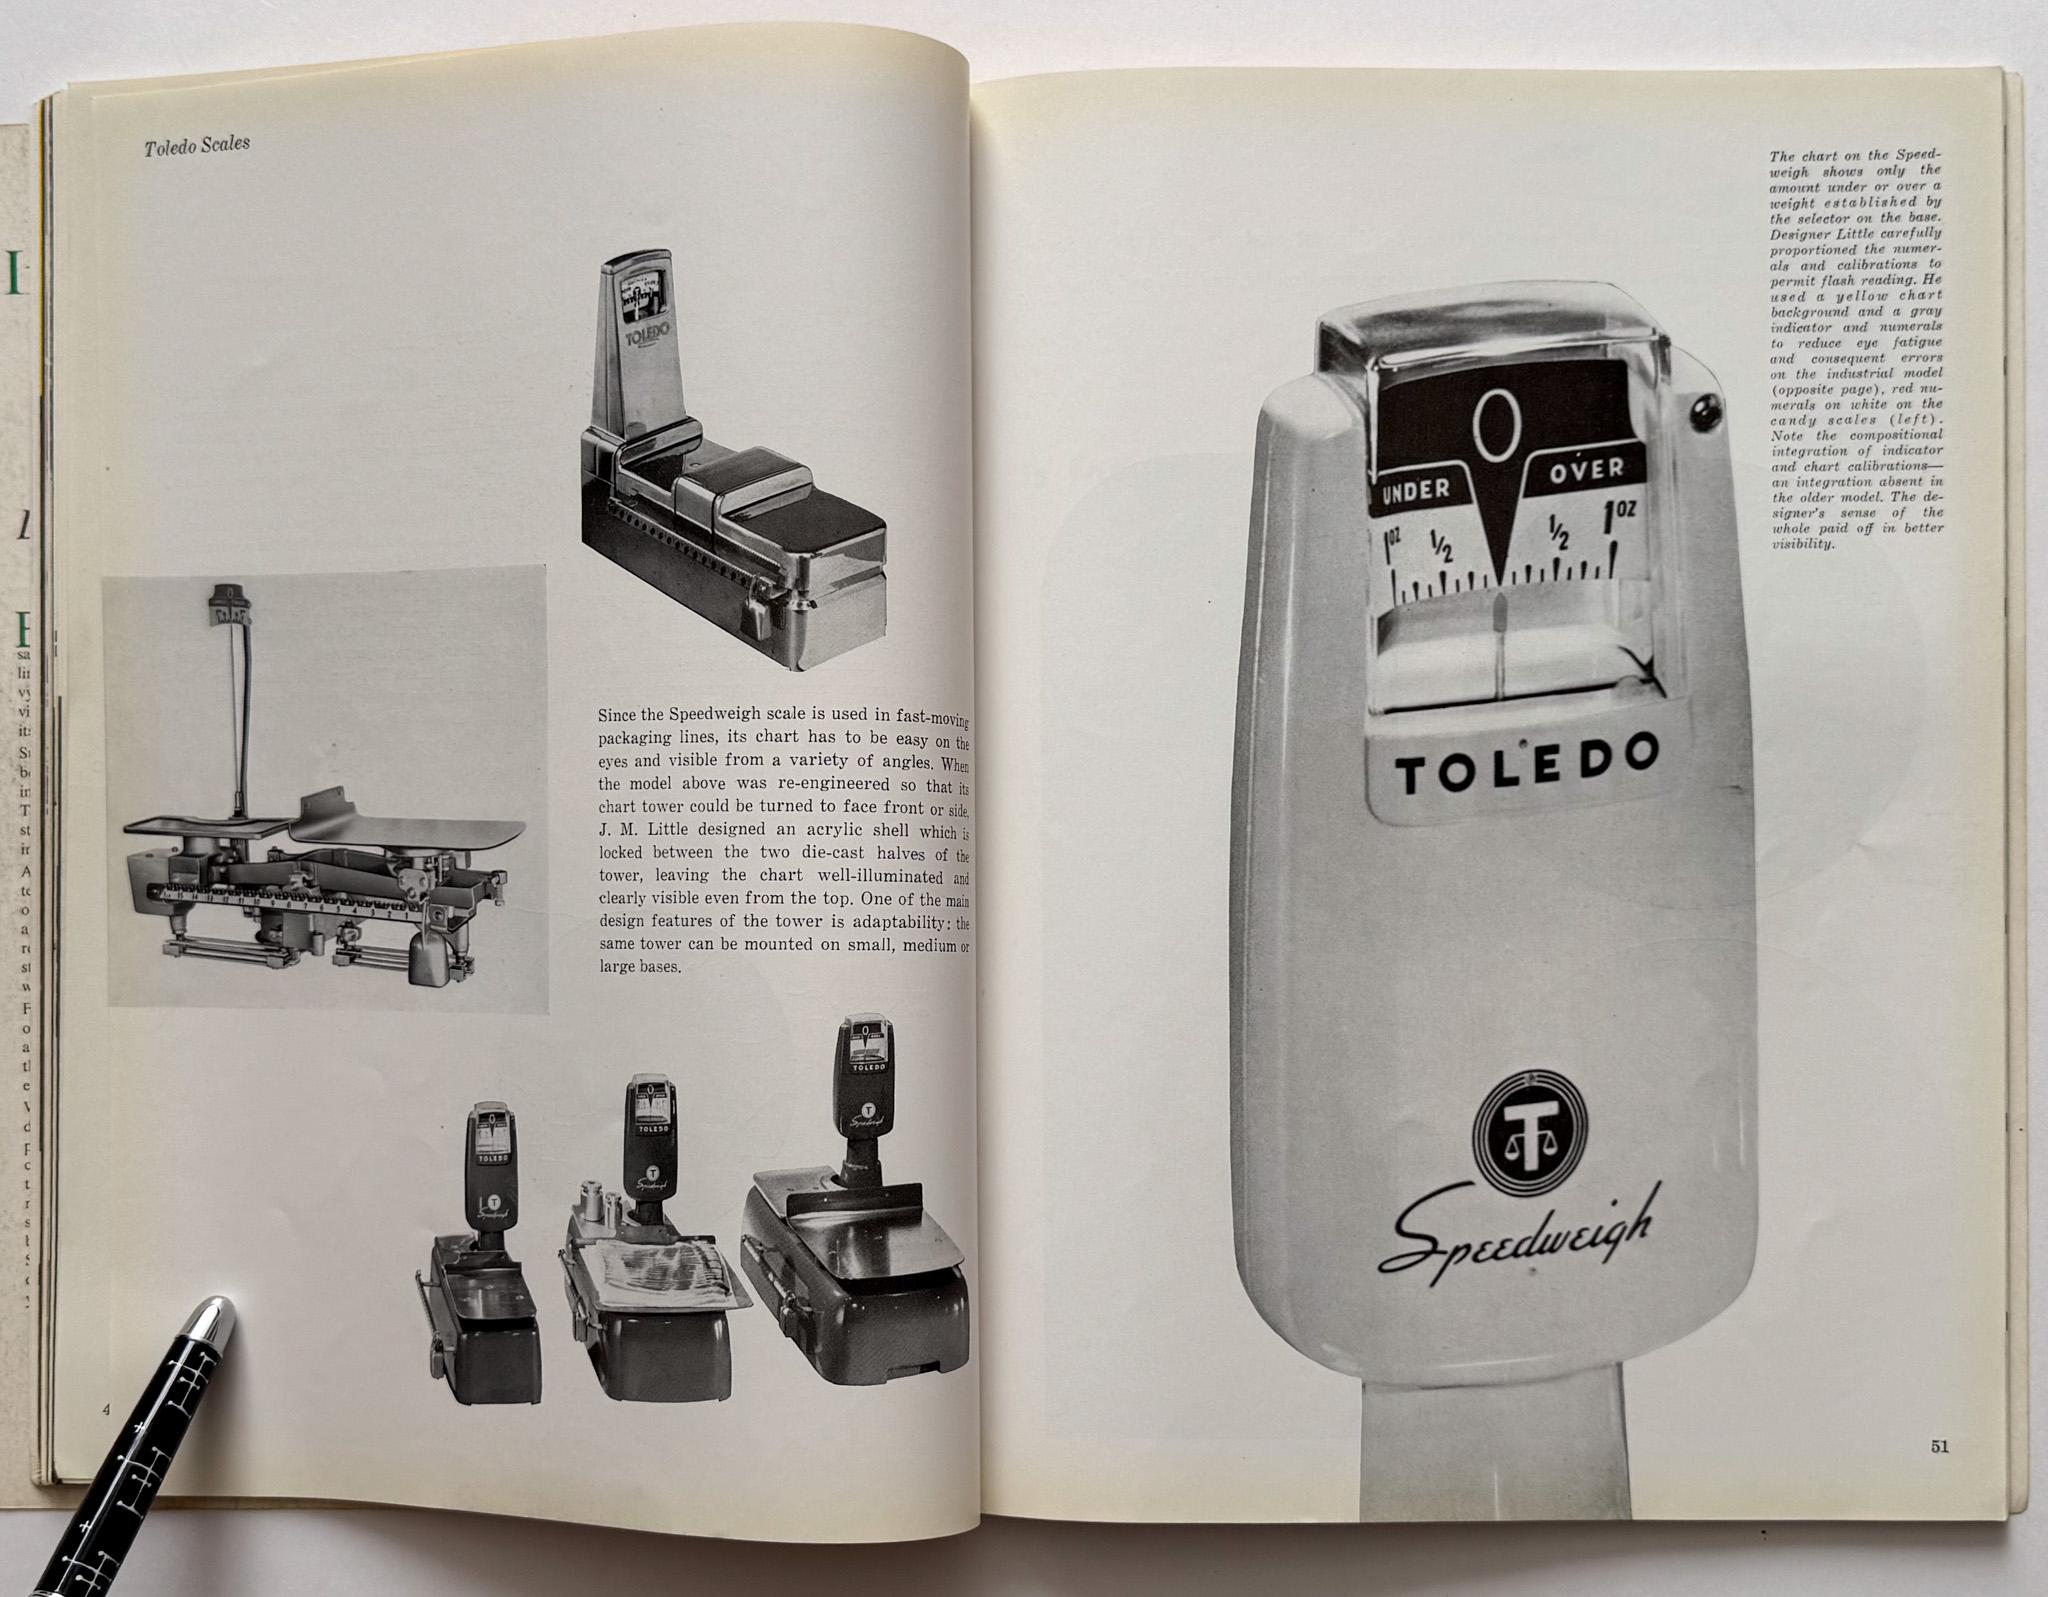 Toledo Scales
TOLEDO
Since the Speedweigh scale is used in fast-moving
packaging lines, its chart has to be easy on the
eyes and visible from a variety of angles. When
the model above was re-engineered so that its
chart tower could be turned to face front or side,
J. M. Little designed an acrylic shell which is
locked between the two die-cast halves of the
tower, leaving the chart well-illuminated and
clearly visible even from the top. One of the main
design features of the tower is adaptability: the
same tower can be mounted on small, medium or
large bases.
0
TOLEDO
T
Speedweigh
0
TOLEDO
T
Speedweigh
0
TOLEDO
T
Speedweigh
4
The chart on the Speed-
weigh shows only the
amount under or over a
weight established by
the selector on the base.
Designer Little carefully
proportioned the numer-
als and calibrations to
permit flash reading. He
used a yellow chart
background and a gray
indicator and numerals
to reduce eye fatigue
and consequent errors
on the industrial model
(opposite page), red nu-
merals on white on the
candy scales (left).
Note the compositional
integration of indicator
and chart calibrations—
an integration absent in
the older model. The de-
signer's sense of the
whole paid off in better
visibility.
0
UNDER OVER
1 OZ 1/2 1/2 1 OZ
TOLEDO
T
Speedweigh
51